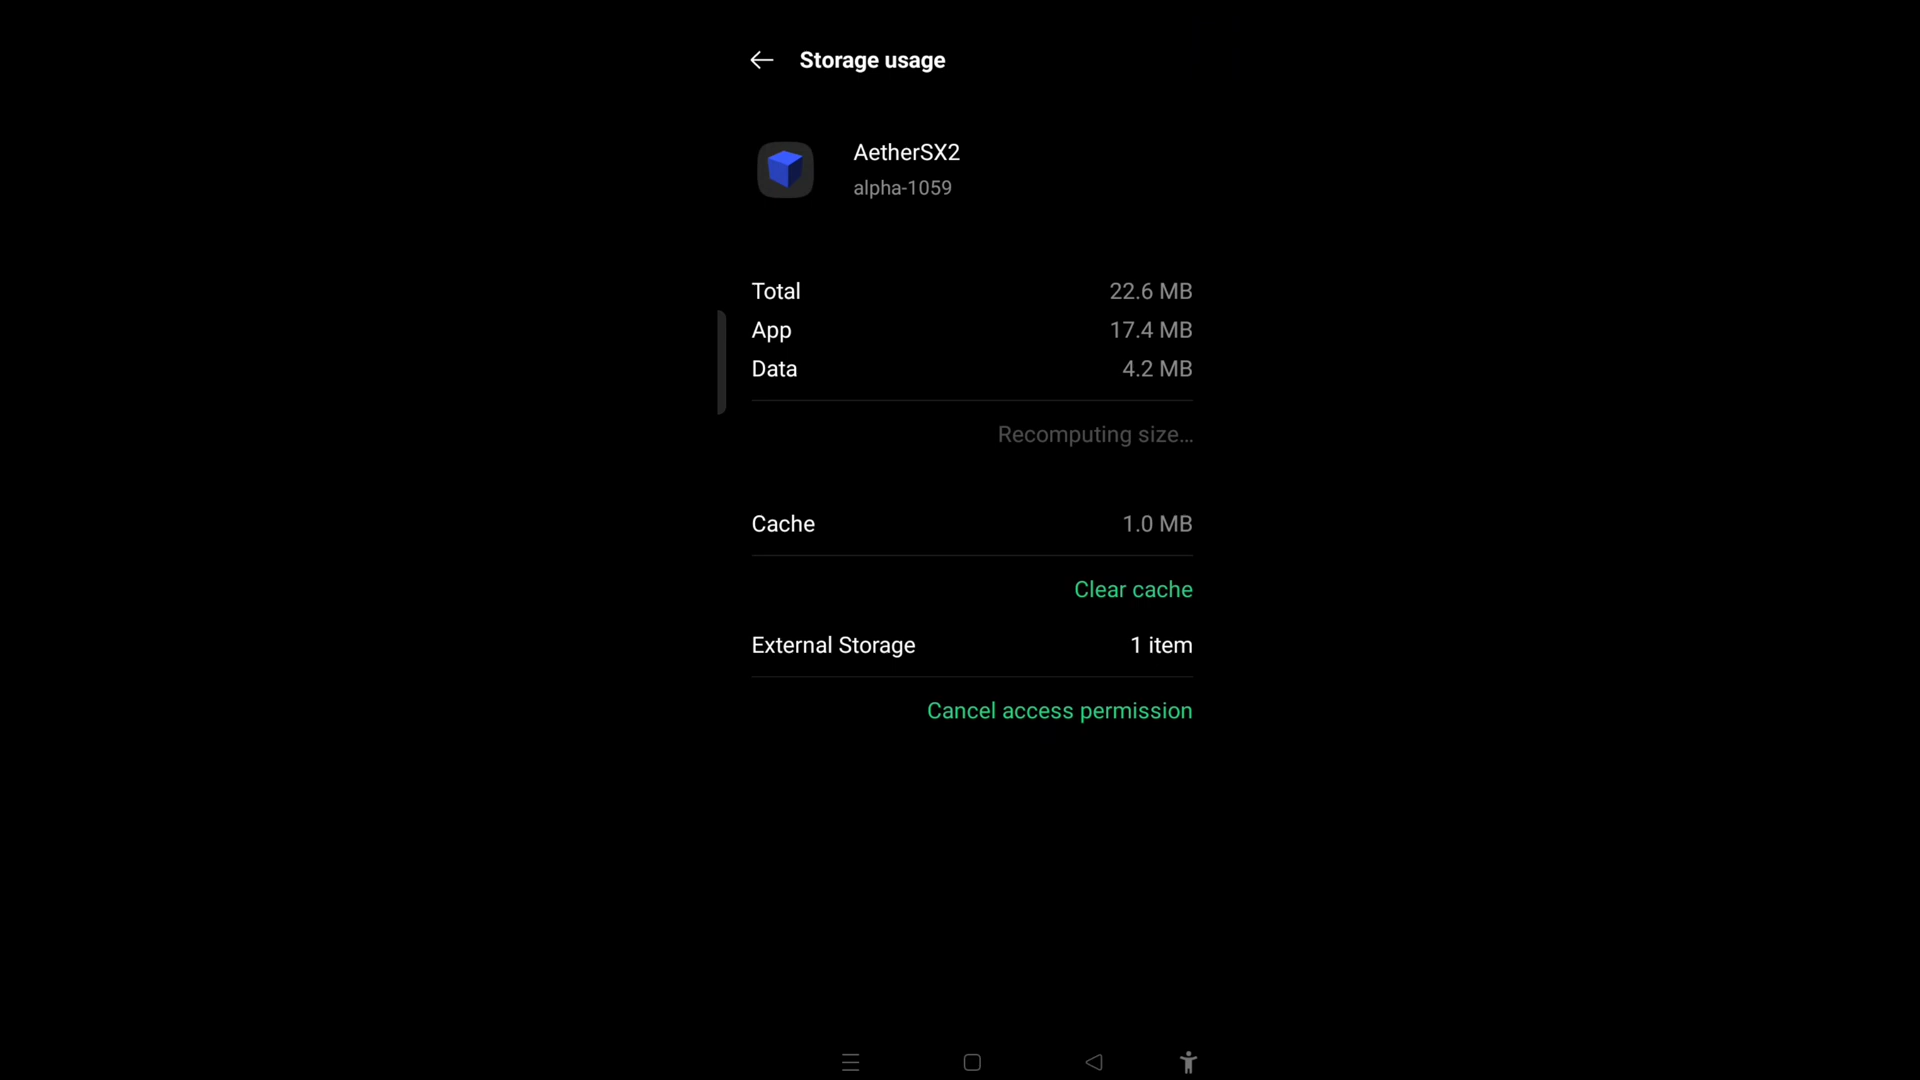 Storage usage
AetherSX2
alpha-1059
Total 22.6 MB
App 17.4 MB
Data 4.2 MB
Recomputing size…
Cache 1.0 MB
Clear cache
External Storage 1 item
Cancel access permission